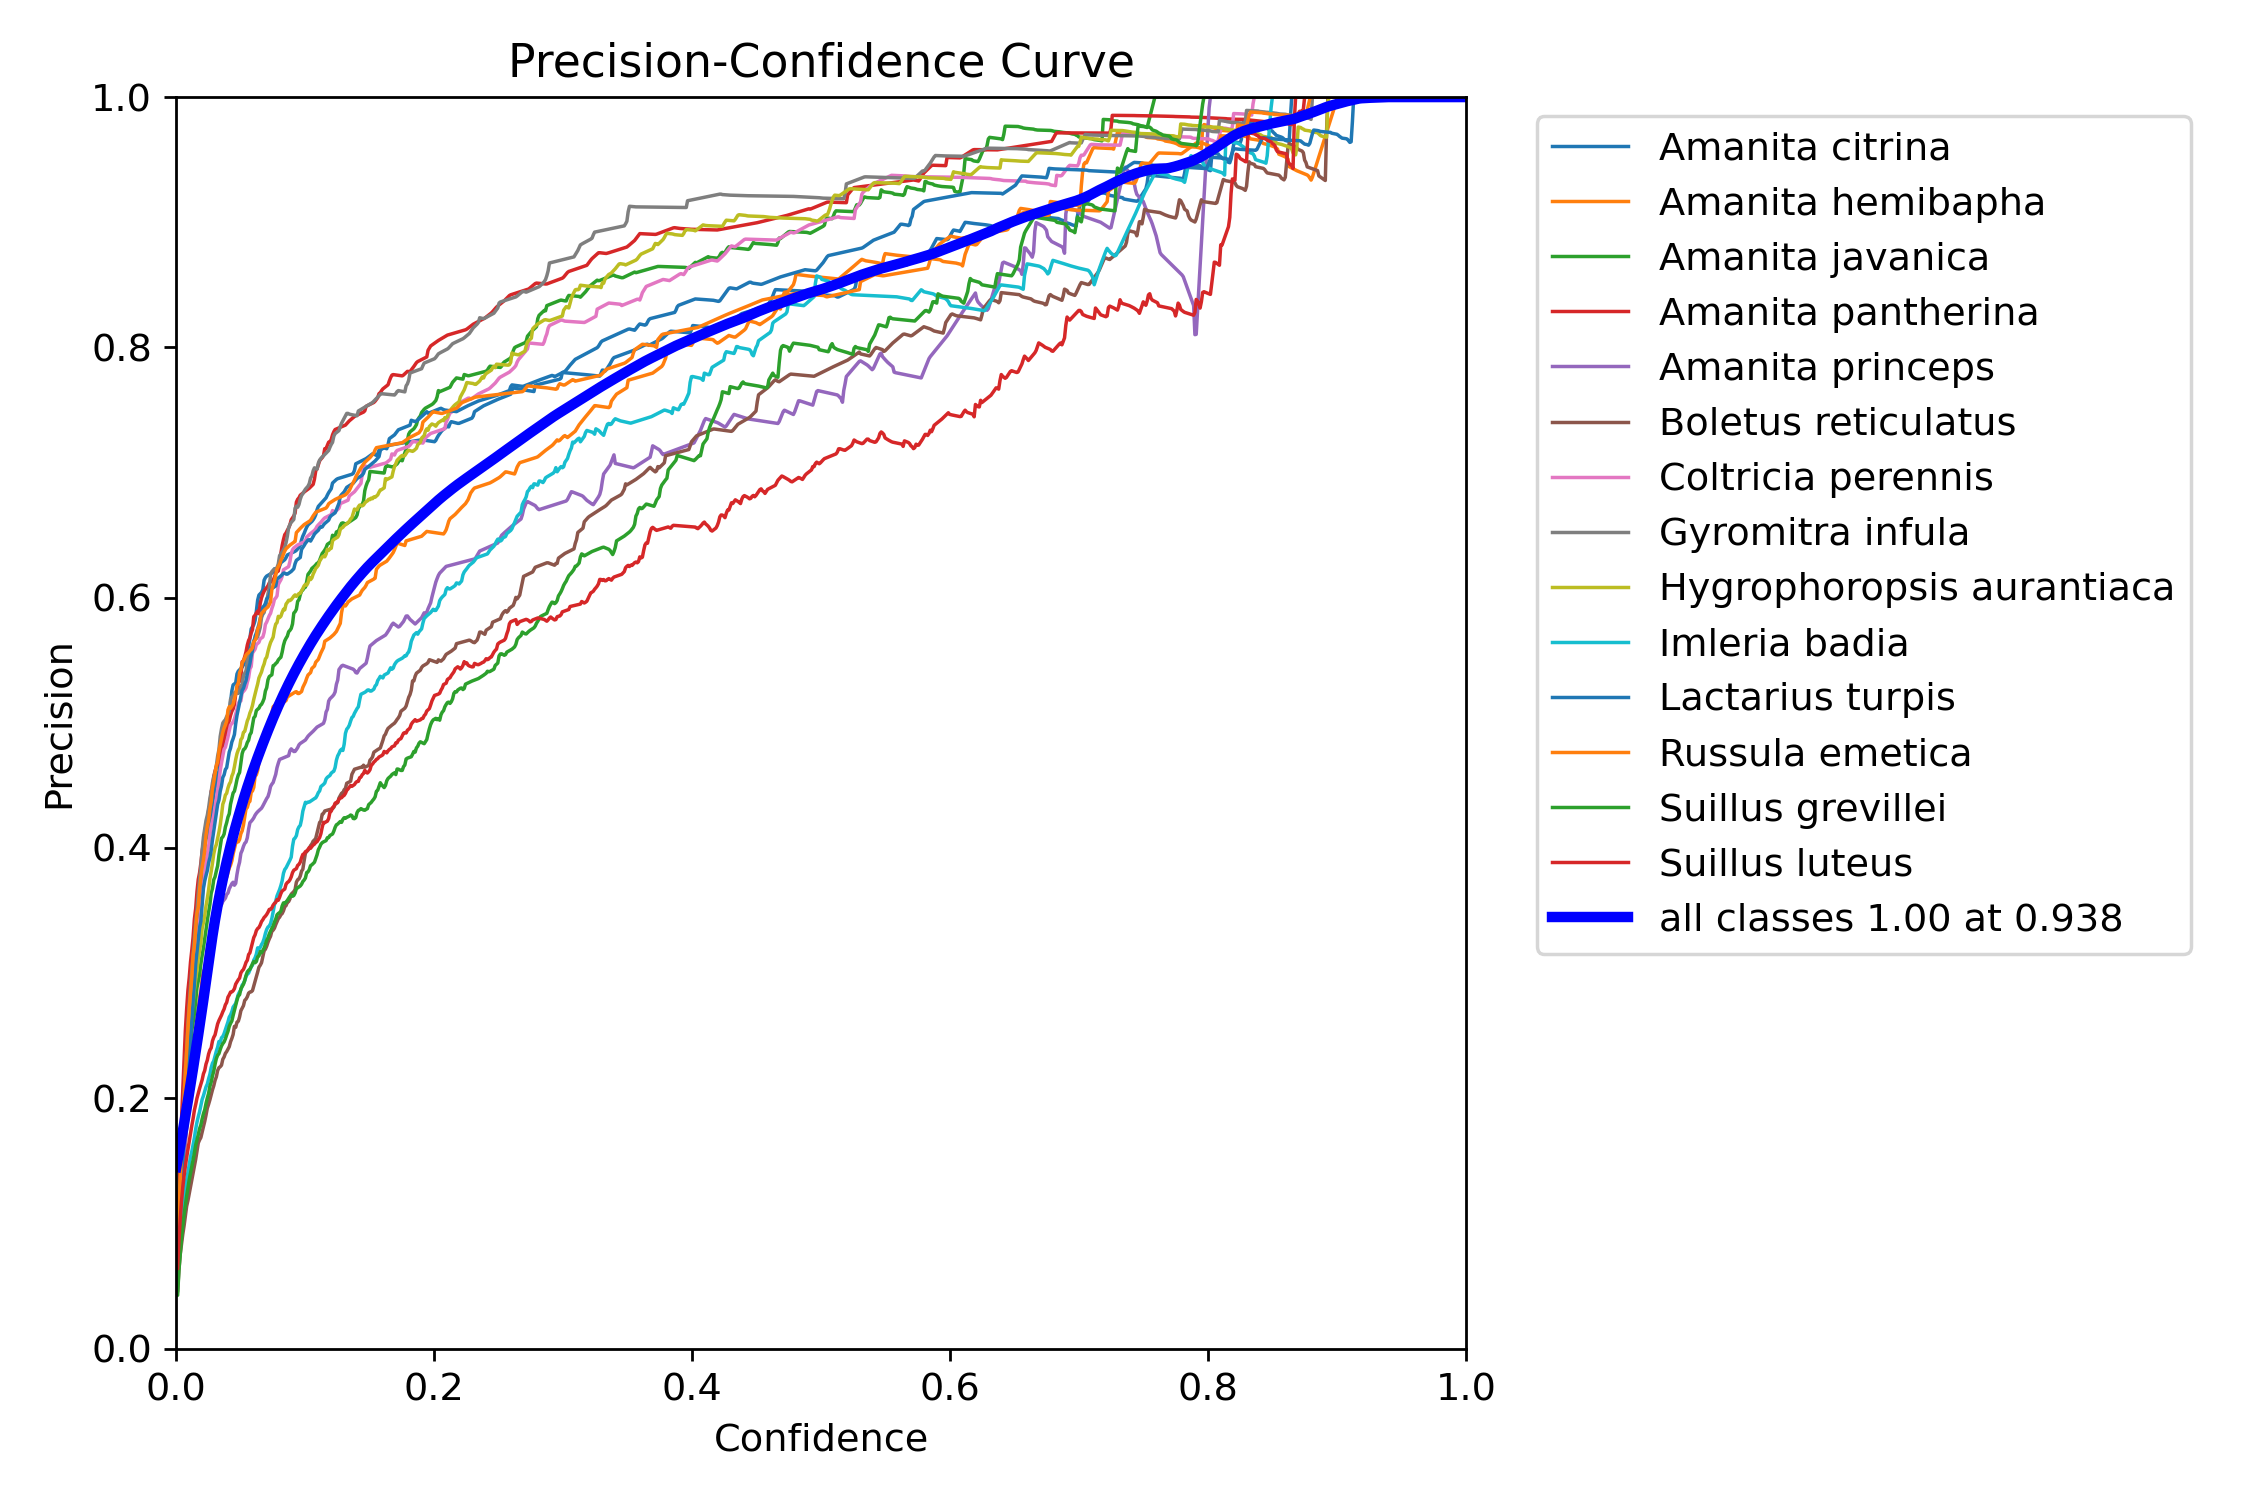 Precision-Confidence Curve
1.0
0.8
0.6
0.4
0.2
0.0
Precision
0.0 0.2 0.4 0.6 0.8 1.0
Confidence
Amanita citrina
Amanita hemibapha
Amanita javanica
Amanita pantherina
Amanita princeps
Boletus reticulatus
Coltricia perennis
Gyromitra infula
Hygrophoropsis aurantiaca
Imleria badia
Lactarius turpis
Russula emetica
Suillus grevillei
Suillus luteus
all classes 1.00 at 0.938